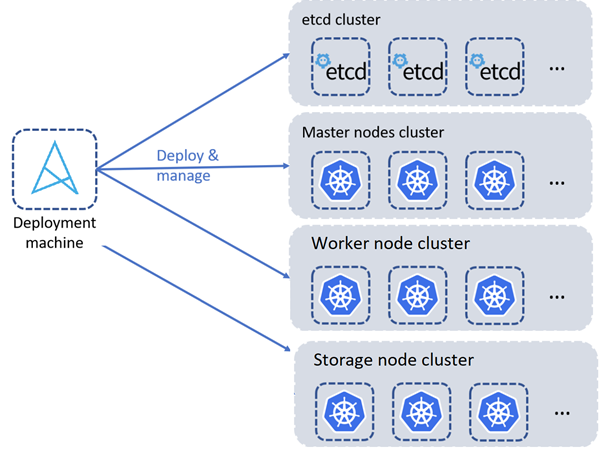 etcd cluster
etcd etcd etcd ...
Deploy &
manage
Master nodes cluster
...
Deployment
machine
Worker node cluster
...
Storage node cluster
...